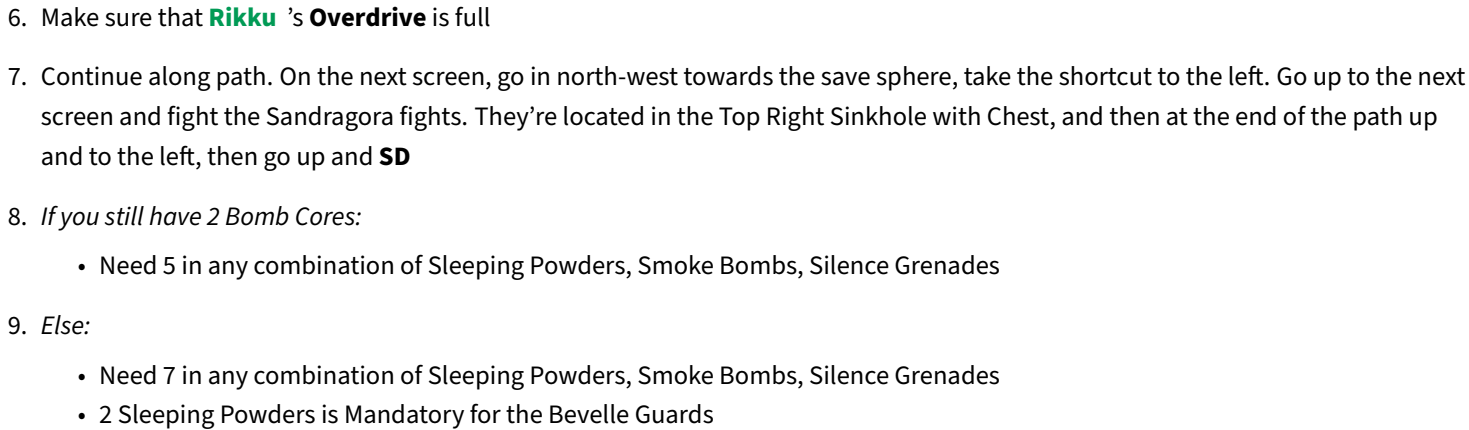 6. Make sure that Rikku 's Overdrive is full
7. Continue along path. On the next screen, go in north-west towards the save sphere, take the shortcut to the left. Go up to the next
screen and fight the Sandragora fights. They’re located in the Top Right Sinkhole with Chest, and then at the end of the path up
and to the left, then go up and SD
8. If you still have 2 Bomb Cores:
• Need 5 in any combination of Sleeping Powders, Smoke Bombs, Silence Grenades
9. Else:
• Need 7 in any combination of Sleeping Powders, Smoke Bombs, Silence Grenades
• 2 Sleeping Powders is Mandatory for the Bevelle Guards